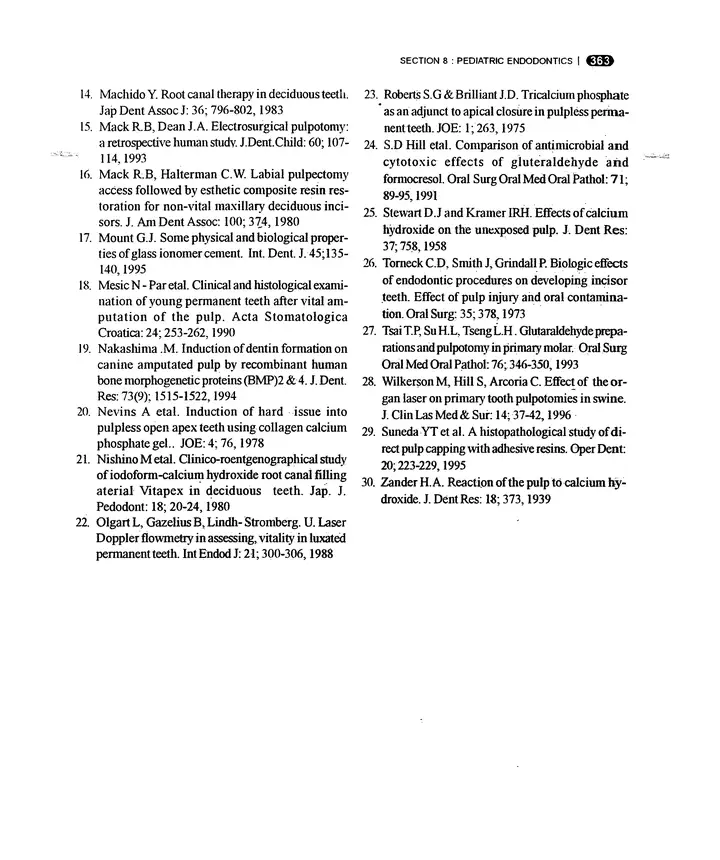 SECTION 8 : PEDIATRIC ENDODONTICS | 363
14. Machido Y. Root canal therapy in deciduous teeth.
Jap Dent Assoc J: 36; 796-802, 1983
15. Mack R.B, Dean J.A. Electrosurgical pulpotomy:
a retrospective human study. J.Dent.Child: 60; 107-
114, 1993
16. Mack R.B, Halterman C.W. Labial pulpectomy
access followed by esthetic composite resin res-
toration for non-vital maxillary deciduous inci-
sors. J. Am Dent Assoc: 100; 374, 1980
17. Mount G.J. Some physical and biological proper-
ties of glass ionomer cement. Int. Dent. J. 45;135-
140, 1995
18. Mesic N - Par etal. Clinical and histological exami-
nation of young permanent teeth after vital am-
putation of the pulp. Acta Stomatologica
Croatica: 24; 253-262, 1990
19. Nakashima .M. Induction of dentin formation on
canine amputated pulp by recombinant human
bone morphogenetic proteins (BMP)2 & 4. J. Dent.
Res: 73(9); 1515-1522, 1994
20. Nevins A etal. Induction of hard issue into
pulpless open apex teeth using collagen calcium
phosphate gel.. JOE: 4; 76, 1978
21. Nishino M etal. Clinico-roentgenographical study
of iodoform-calcium hydroxide root canal filling
aterial Vitapex in deciduous teeth. Jap. J.
Pedodont: 18; 20-24, 1980
22. Olgart L, Gazelius B, Lindh- Stromberg. U. Laser
Doppler flowmetry in assessing, vitality in luxated
permanent teeth. Int Endod J: 21; 300-306, 1988
23. Roberts S.G & Brilliant J.D. Tricalcium phosphate
as an adjunct to apical closure in pulpless perma-
nent teeth. JOE: 1; 263, 1975
24. S.D Hill etal. Comparison of antimicrobial and
cytotoxic effects of gluteraldehyde and
formocresol. Oral Surg Oral Med Oral Pathol: 71;
89-95, 1991
25. Stewart D.J and Kramer IRH. Effects of calcium
hydroxide on the unexposed pulp. J. Dent Res:
37; 758, 1958
26. Torneck C.D, Smith J, Grindall P. Biologic effects
of endodontic procedures on developing incisor
teeth. Effect of pulp injury and oral contamina-
tion. Oral Surg: 35; 378, 1973
27. Tsai T.P, Su H.L, Tseng L.H . Glutaraldehyde prepa-
rations and pulpotomy in primary molar. Oral Surg
Oral Med Oral Pathol: 76; 346-350, 1993
28. Wilkerson M, Hill S, Arcoria C. Effect of the or-
gan laser on primary tooth pulpotomies in swine.
J. Clin Las Med & Sur: 14; 37-42, 1996
29. Suneda YT et al. A histopathological study of di-
rect pulp capping with adhesive resins. Oper Dent:
20; 223-229, 1995
30. Zander H.A. Reaction of the pulp to calcium hy-
droxide. J. Dent Res: 18; 373, 1939